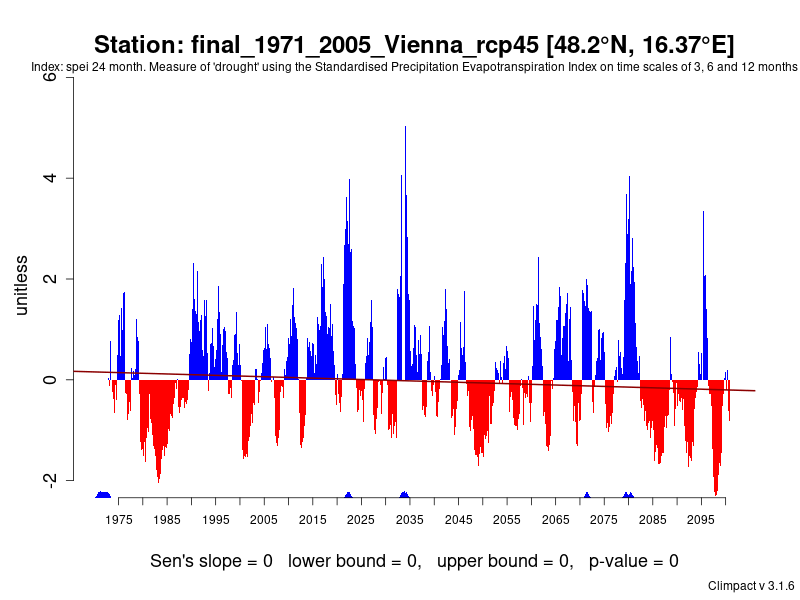 Station: final_1971_2005_Vienna_rcp45 [48.2°N, 16.37°E]
Index: spei 24 month. Measure of 'drought' using the Standardised Precipitation Evapotranspiration Index on time scales of 3, 6 and 12 months
6
4
2
0
-2
unitless
1975 1985 1995 2005 2015 2025 2035 2045 2055 2065 2075 2085 2095
Sen's slope = 0 lower bound = 0, upper bound = 0, p-value = 0
Climpact v 3.1.6